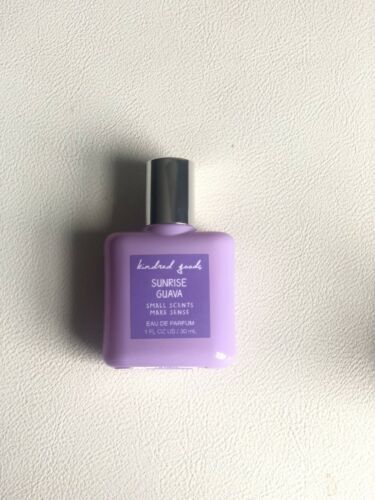 kindred goods
SUNRISE
GUAVA
SMALL SCENTS
MAKE SENSE
EAU DE PARFUM
1 FL OZ US / 30 mL